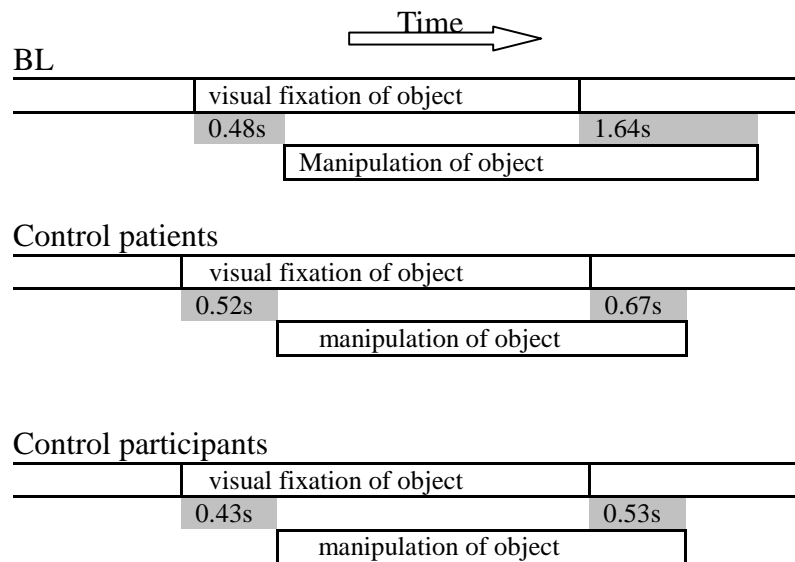 Time
BL
visual fixation of object
0.48s 1.64s
Manipulation of object
Control patients
visual fixation of object
0.52s 0.67s
manipulation of object
Control participants
visual fixation of object
0.43s 0.53s
manipulation of object